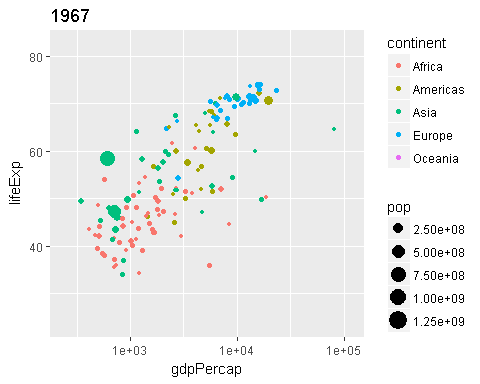 1967
80
60
40
lifeExp
1e+03
1e+04
1e+05
gdpPercap
continent
Africa
Americas
Asia
Europe
Oceania
pop
2.50e+08
5.00e+08
7.50e+08
1.00e+09
1.25e+09